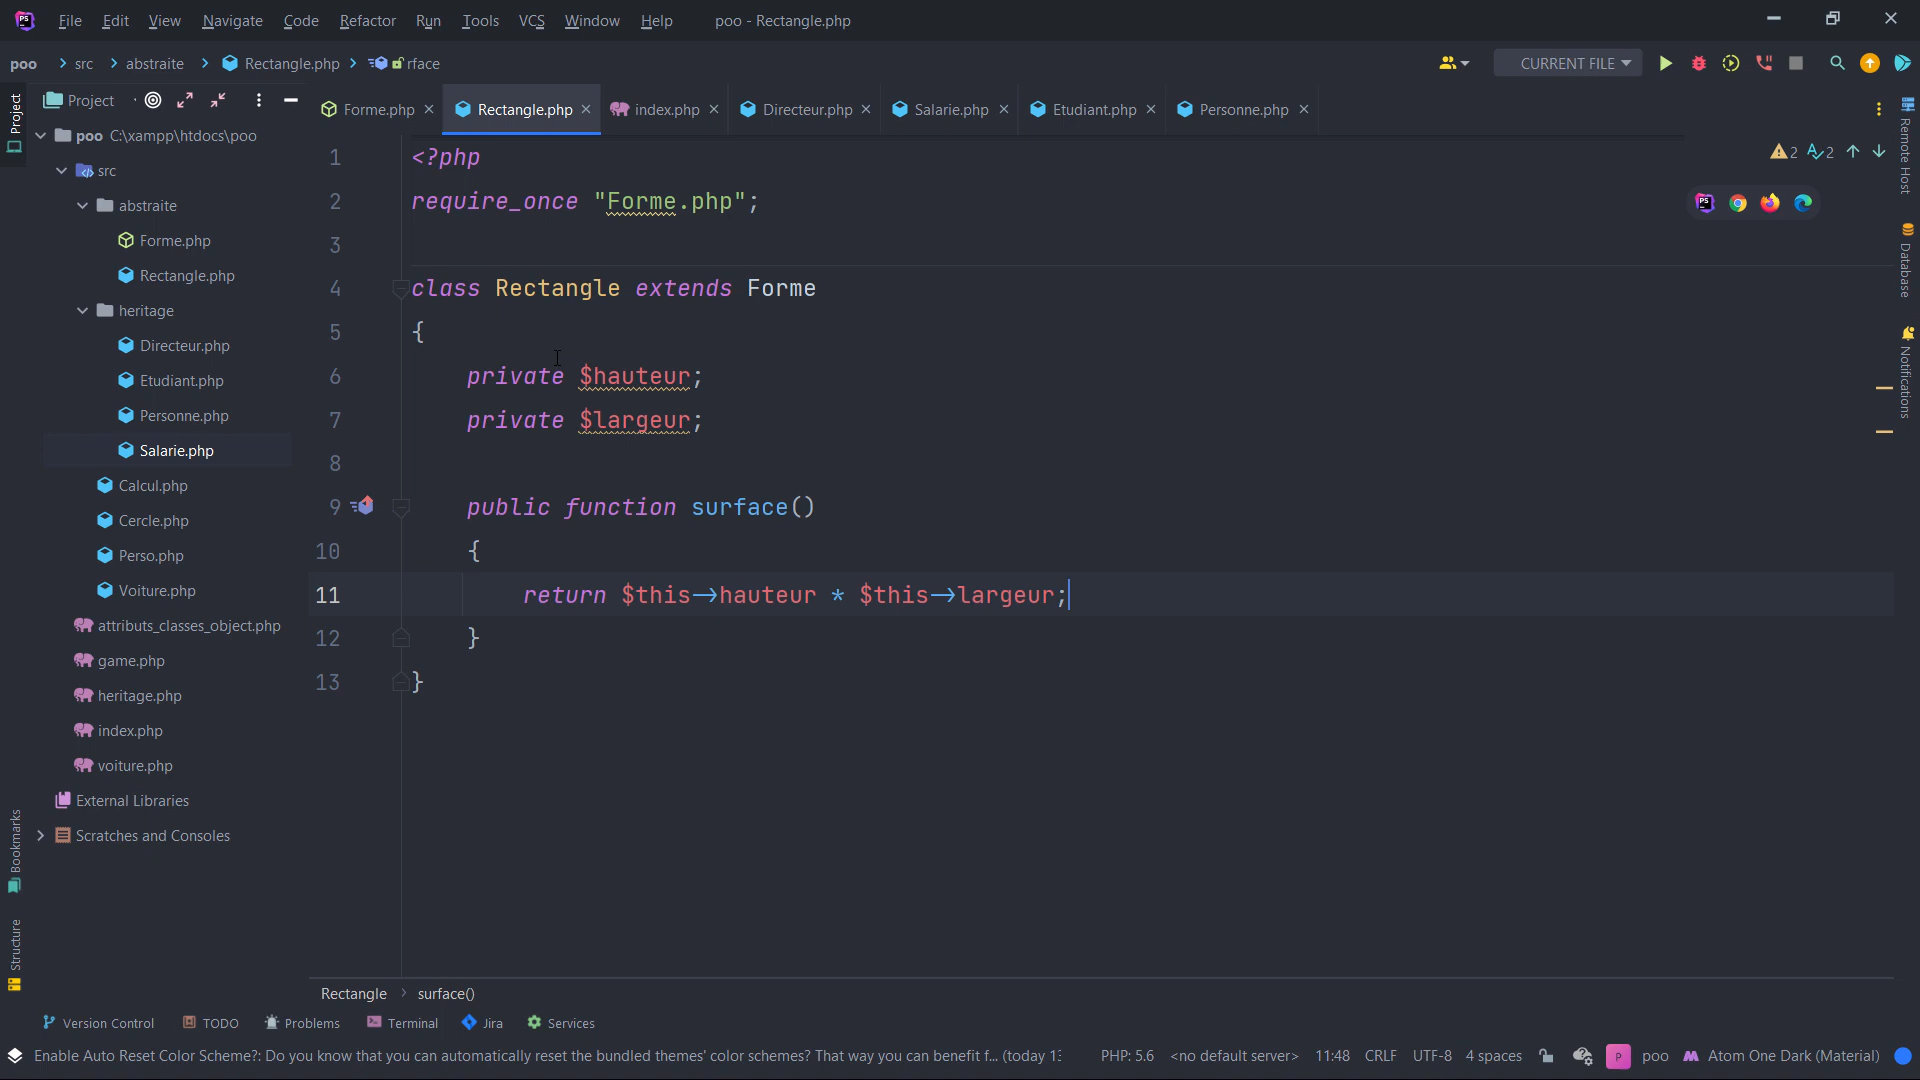 File Edit View Navigate Code Refactor Run Tools VCS Window Help poo - Rectangle.php
poo src abstraite Rectangle.php rface CURRENT FILE
Project Forme.php Rectangle.php index.php Directeur.php Salarie.php Etudiant.php Personne.php
Project
Remote Host
Database
Notifications
Bookmarks
Structure
poo C:\xampp\htdocs\poo
src
abstraite
Forme.php
Rectangle.php
heritage
Directeur.php
Etudiant.php
Personne.php
Salarie.php
Calcul.php
Cercle.php
Perso.php
Voiture.php
attributs_classes_object.php
game.php
heritage.php
index.php
voiture.php
External Libraries
Scratches and Consoles
2 2
1 <?php
2 require_once "Forme.php";
3
4 class Rectangle extends Forme
5 {
6 private $hauteur;
7 private $largeur;
8
9 public function surface()
10 {
11 return $this->hauteur * $this->largeur;
12 }
13 }
Rectangle surface()
Version Control TODO Problems Terminal Jira Services
Enable Auto Reset Color Scheme?: Do you know that you can automatically reset the bundled themes' color schemes? That way you can benefit f... (today 13 PHP: 5.6 <no default server> 11:48 CRLF UTF-8 4 spaces P poo Atom One Dark (Material)